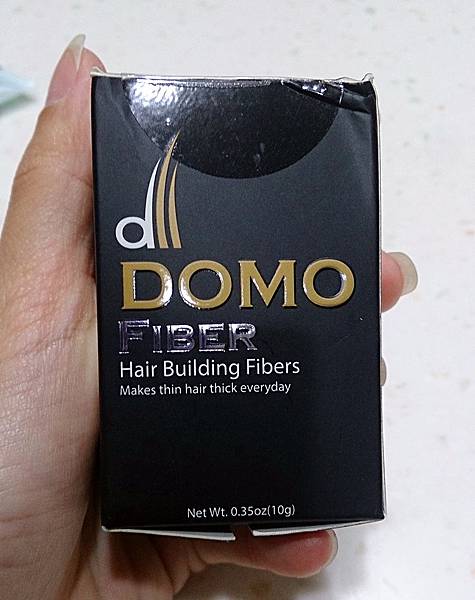 d
DOMO
FIBER
Hair Building Fibers
Makes thin hair thick everyday
Net Wt. 0.35oz(10g)